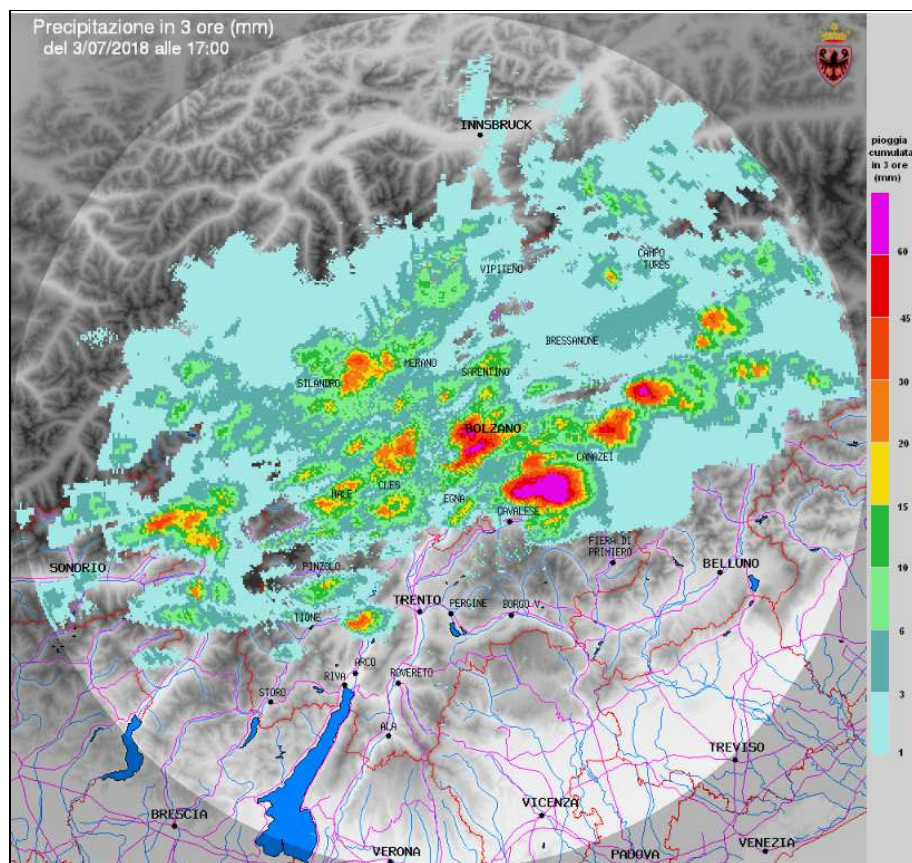 Precipitazione in 3 ore (mm)
del 3/07/2018 alle 17:00
pioggia
cumulata
in 3 ore
(mm)
60
45
30
20
15
10
6
3
1
INNSBRUCK
VIPITENO
CAMPO
TURES
BRESSANONE
MERANO
SARENTINO
SILANDRO
BOLZANO
CANAZEI
CLES
MALE
EGNA
CAVALESE
FIERA DI
PRIMIERO
SONDRIO
PINZOLO
BELLUNO
TRENTO
PERGINE
BORGO V.
TIONE
ARCO
RIVA
ROVERETO
STORO
ALA
TREVISO
BRESCIA
VICENZA
VERONA
PADOVA
VENEZIA